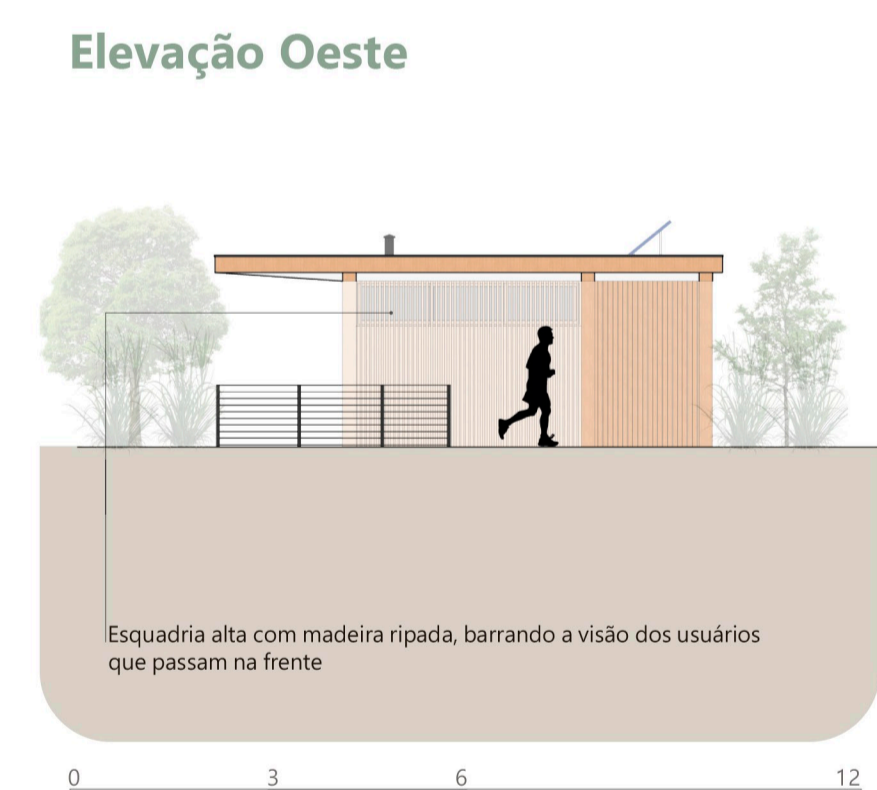 Elevação Oeste
Esquadria alta com madeira ripada, barrando a visão dos usuários
que passam na frente
0 3 6 12